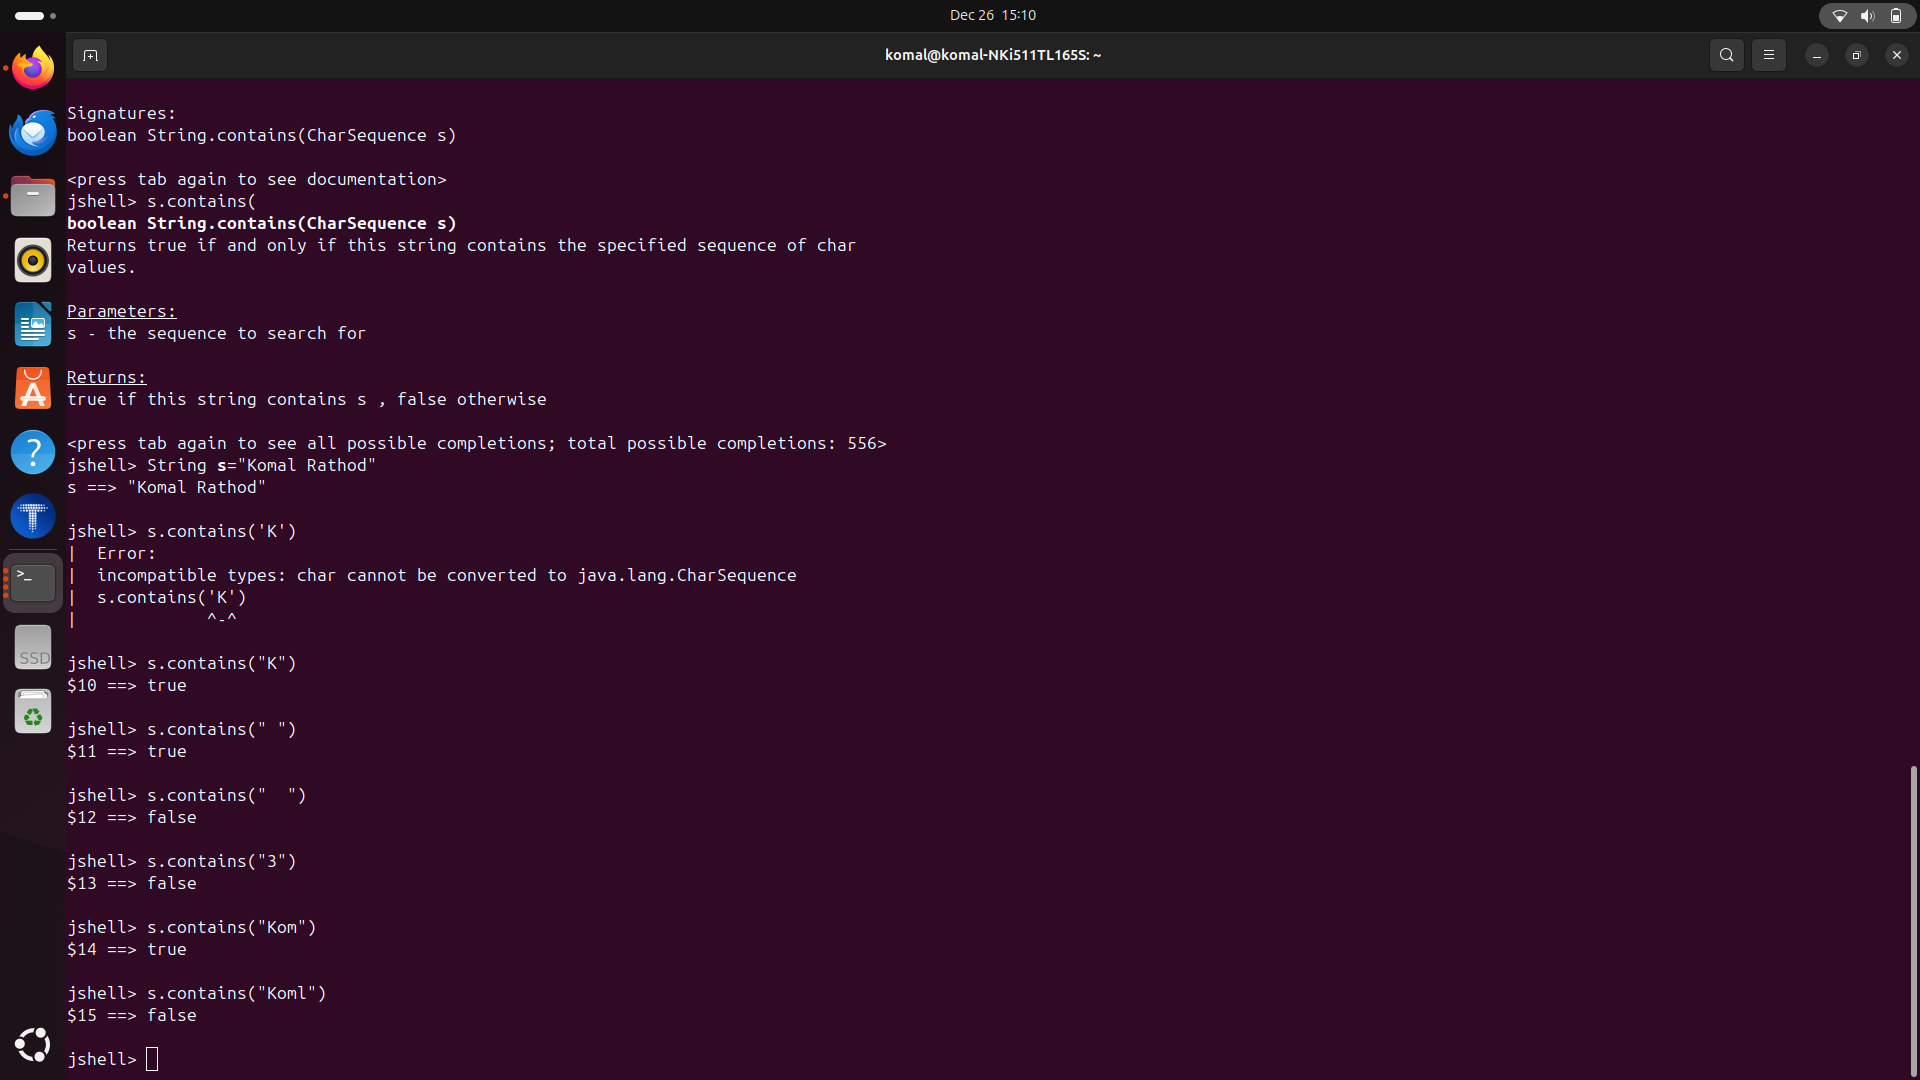 Dec 26 15:10
komal@komal-NKi511TL165S: ~
Signatures:
boolean String.contains(CharSequence s)
<press tab again to see documentation>
jshell> s.contains(
boolean String.contains(CharSequence s)
Returns true if and only if this string contains the specified sequence of char
values.
Parameters:
s - the sequence to search for
Returns:
true if this string contains s , false otherwise
<press tab again to see all possible completions; total possible completions: 556>
jshell> String s="Komal Rathod"
s ==> "Komal Rathod"
jshell> s.contains('K')
|  Error:
|  incompatible types: char cannot be converted to java.lang.CharSequence
|  s.contains('K')
|             ^-^
jshell> s.contains("K")
$10 ==> true
jshell> s.contains(" ")
$11 ==> true
jshell> s.contains("  ")
$12 ==> false
jshell> s.contains("3")
$13 ==> false
jshell> s.contains("Kom")
$14 ==> true
jshell> s.contains("Koml")
$15 ==> false
jshell>
SSD